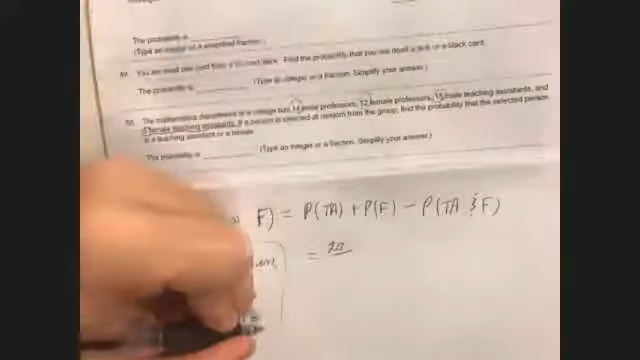 The probability is
(Type an integer or a simplified fraction.)
49. You are dealt one card from a 52-card deck. Find the probability that you are dealt a jack or a black card.
The probability is (Type an integer or a fraction. Simplify your answer.)
50. The mathematics department of a college has 14 male professors, 12 female professors, 15 male teaching assistants, and
5 female teaching assistants. If a person is selected at random from the group, find the probability that the selected person
is a teaching assistant or a female.
The probability is (Type an integer or a fraction. Simplify your answer.)
F) = P(TA) + P(F) - P(TA & F)
= 20